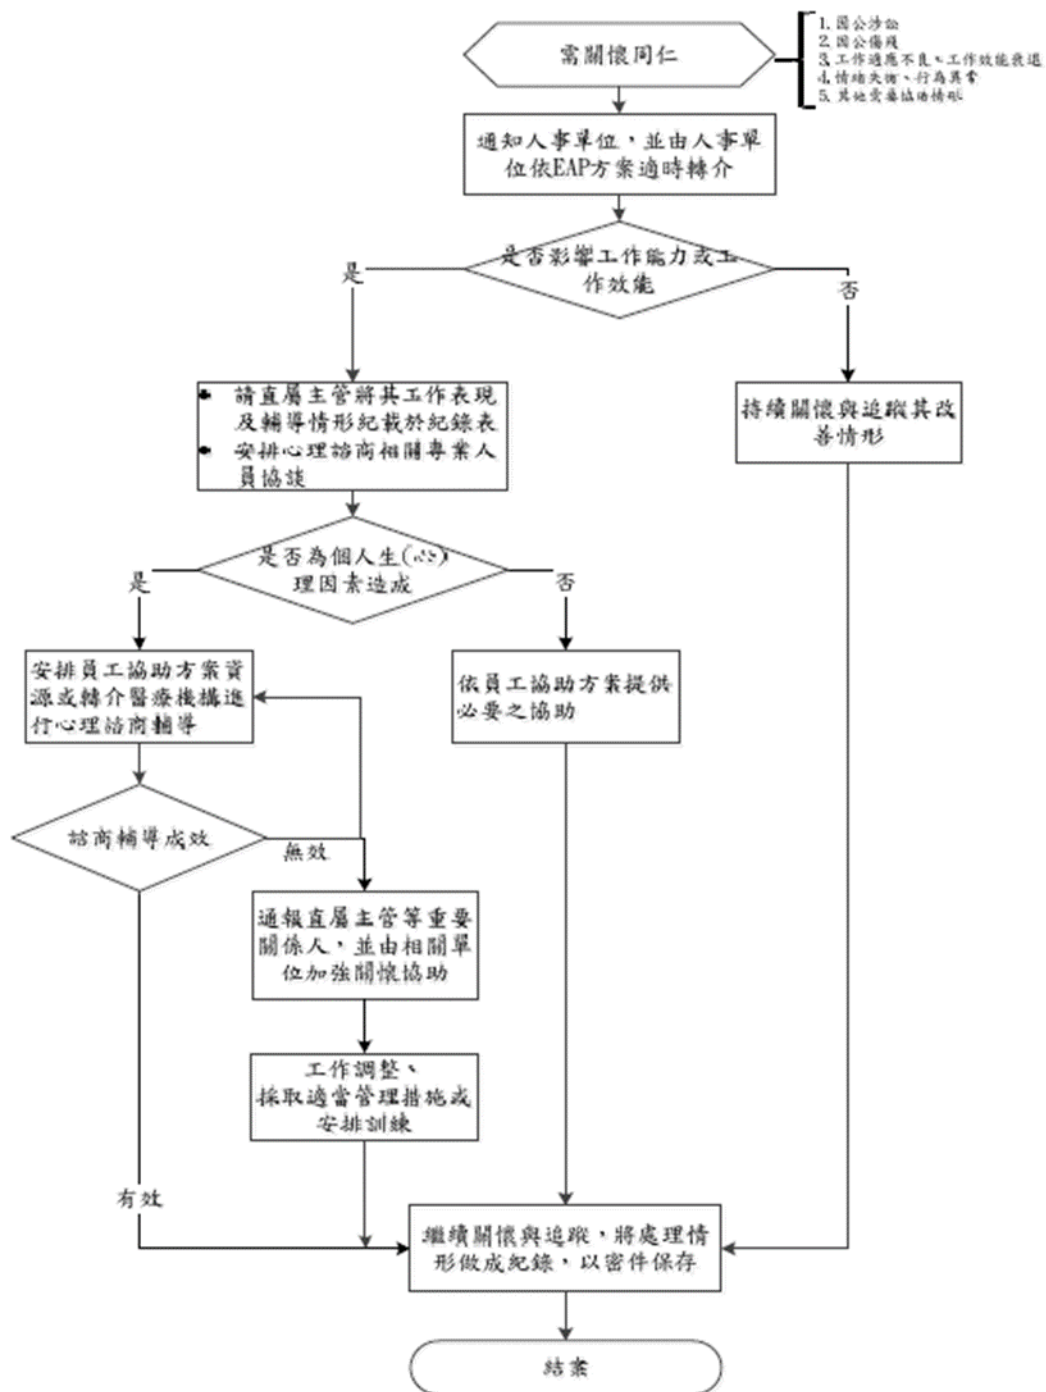 需關懷同仁
1. 因公涉訟
2. 因公傷殘
3. 工作適應不良、工作效能衰退
4. 情緒失衡、行為異常
5. 其他需要協助情形
通知人事單位，並由人事單
位依EAP方案適時轉介
是否影響工作能力或工
作效能
是
否
請直屬主管將其工作表現
及輔導情形紀載於紀錄表
安排心理諮商相關專業人
員協談
持續關懷與追蹤其改
善情形
是否為個人生(心)
理因素造成
是
否
安排員工協助方案資
源或轉介醫療機構進
行心理諮商輔導
依員工協助方案提供
必要之協助
諮商輔導成效
無效
通報直屬主管等重要
關係人，並由相關單
位加強關懷協助
工作調整、
採取適當管理措施或
安排訓練
有效
繼續關懷與追蹤，將處理情
形做成紀錄，以密件保存
結案